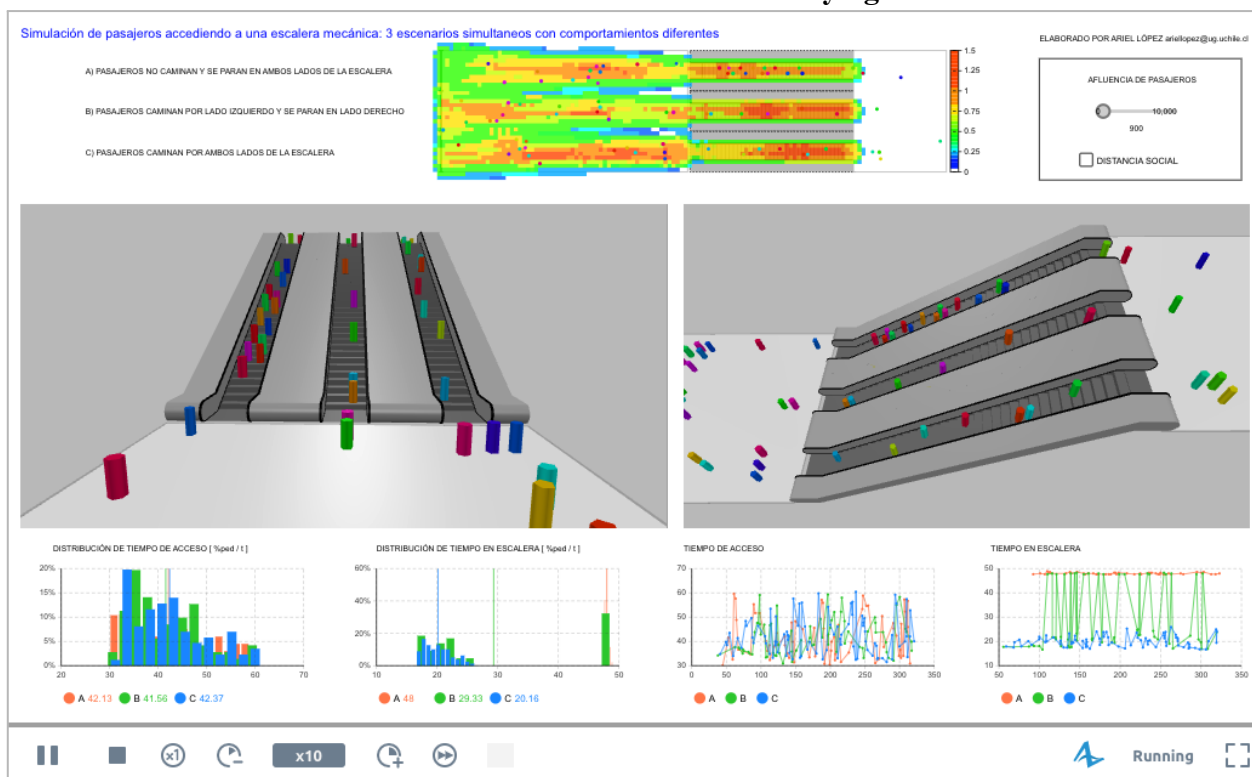 Simulación de pasajeros accediendo a una escalera mecánica: 3 escenarios simultaneos con comportamientos diferentes
ELABORADO POR ARIEL LÓPEZ ariellopez@ug.uchile.cl
A) PASAJEROS NO CAMINAN Y SE PARAN EN AMBOS LADOS DE LA ESCALERA
B) PASAJEROS CAMINAN POR LADO IZQUIERDO Y SE PARAN EN LADO DERECHO
C) PASAJEROS CAMINAN POR AMBOS LADOS DE LA ESCALERA
1.5
1.25
1
0.75
0.5
0.25
0
AFLUENCIA DE PASAJEROS
10,000
900
DISTANCIA SOCIAL
DISTRIBUCIÓN DE TIEMPO DE ACCESO [ %ped / t ]
20%
15%
10%
5%
0%
20 30 40 50 60 70
A 42.13 B 41.56 C 42.37
DISTRIBUCIÓN DE TIEMPO EN ESCALERA [ %ped / t ]
60%
40%
20%
0%
10 20 30 40 50
A 48 B 29.33 C 20.16
TIEMPO DE ACCESO
70
60
50
40
30
0 50 100 150 200 250 300 350
A B C
TIEMPO EN ESCALERA
50
40
30
20
10
50 100 150 200 250 300 350
A B C
x1 x10 Running